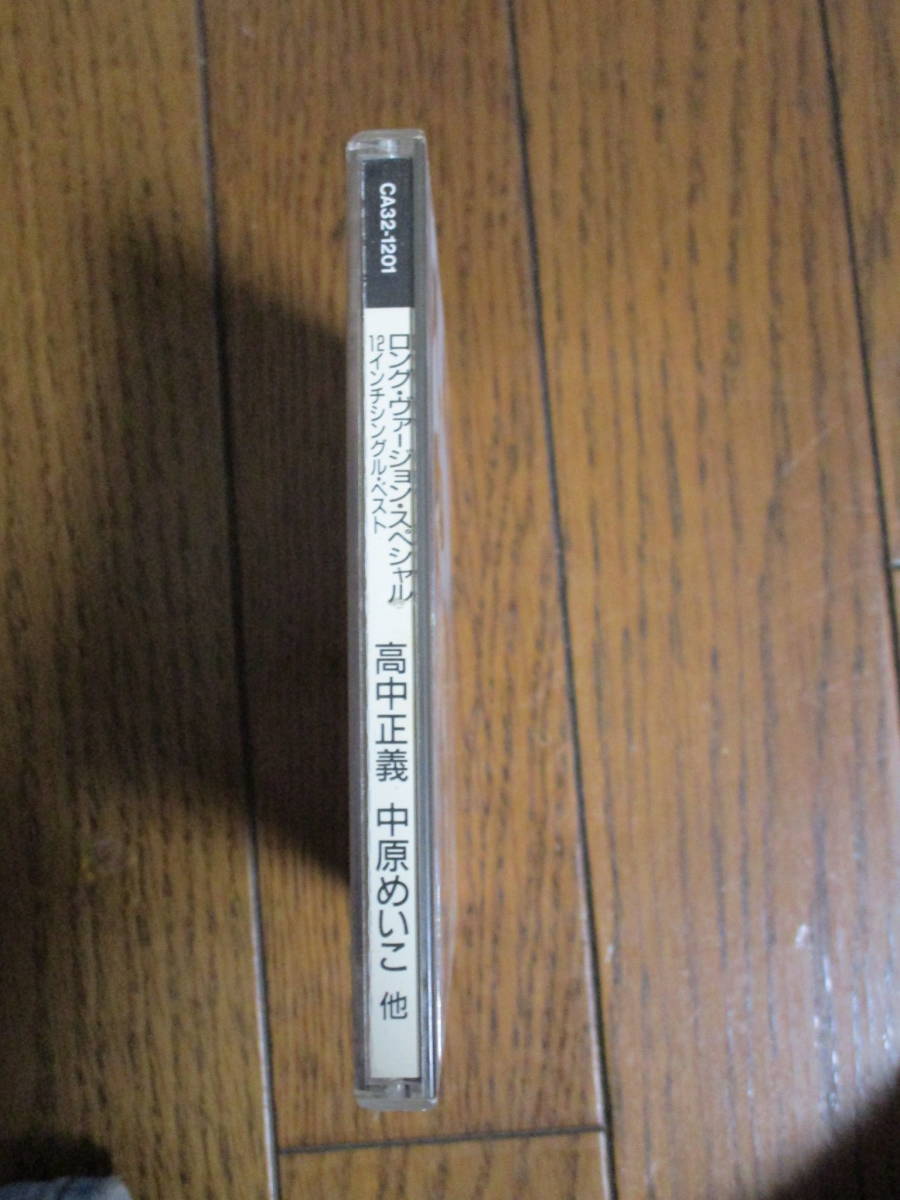 CA32-1201
ロング・ヴァージョン・スペシャル
12インチシングル・ベスト
高中正義 中原めいこ 他